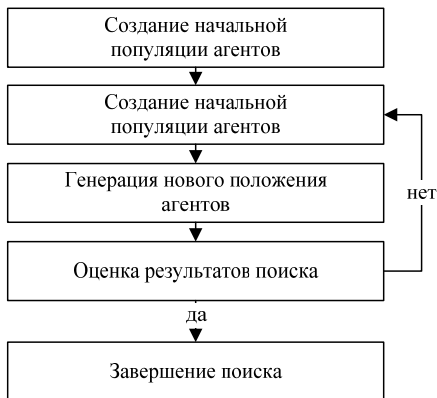 Создание начальной
популяции агентов
Создание начальной
популяции агентов
Генерация нового положения
агентов
нет
Оценка результатов поиска
да
Завершение поиска